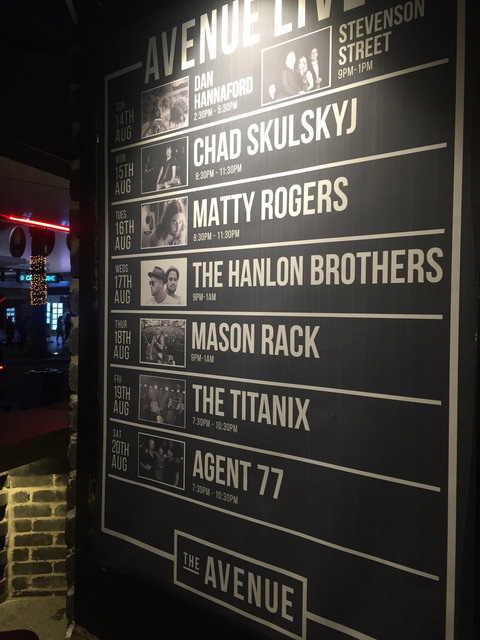 AVENUE LIVE
SUN
14TH
AUG
DAN
HANNAFORD
2:30PM - 5:30PM
STEVENSON
STREET
9PM-1PM
MON
15TH
AUG
CHAD SKULSKYJ
8:30PM - 11:30PM
TUES
16TH
AUG
MATTY ROGERS
8:30PM - 11:30PM
WEDS
17TH
AUG
THE HANLON BROTHERS
9PM-1AM
THUR
18TH
AUG
MASON RACK
9PM-1AM
FRI
19TH
AUG
THE TITANIX
7:30PM - 10:30PM
SAT
20TH
AUG
AGENT 77
7:30PM - 10:30PM
THE AVENUE